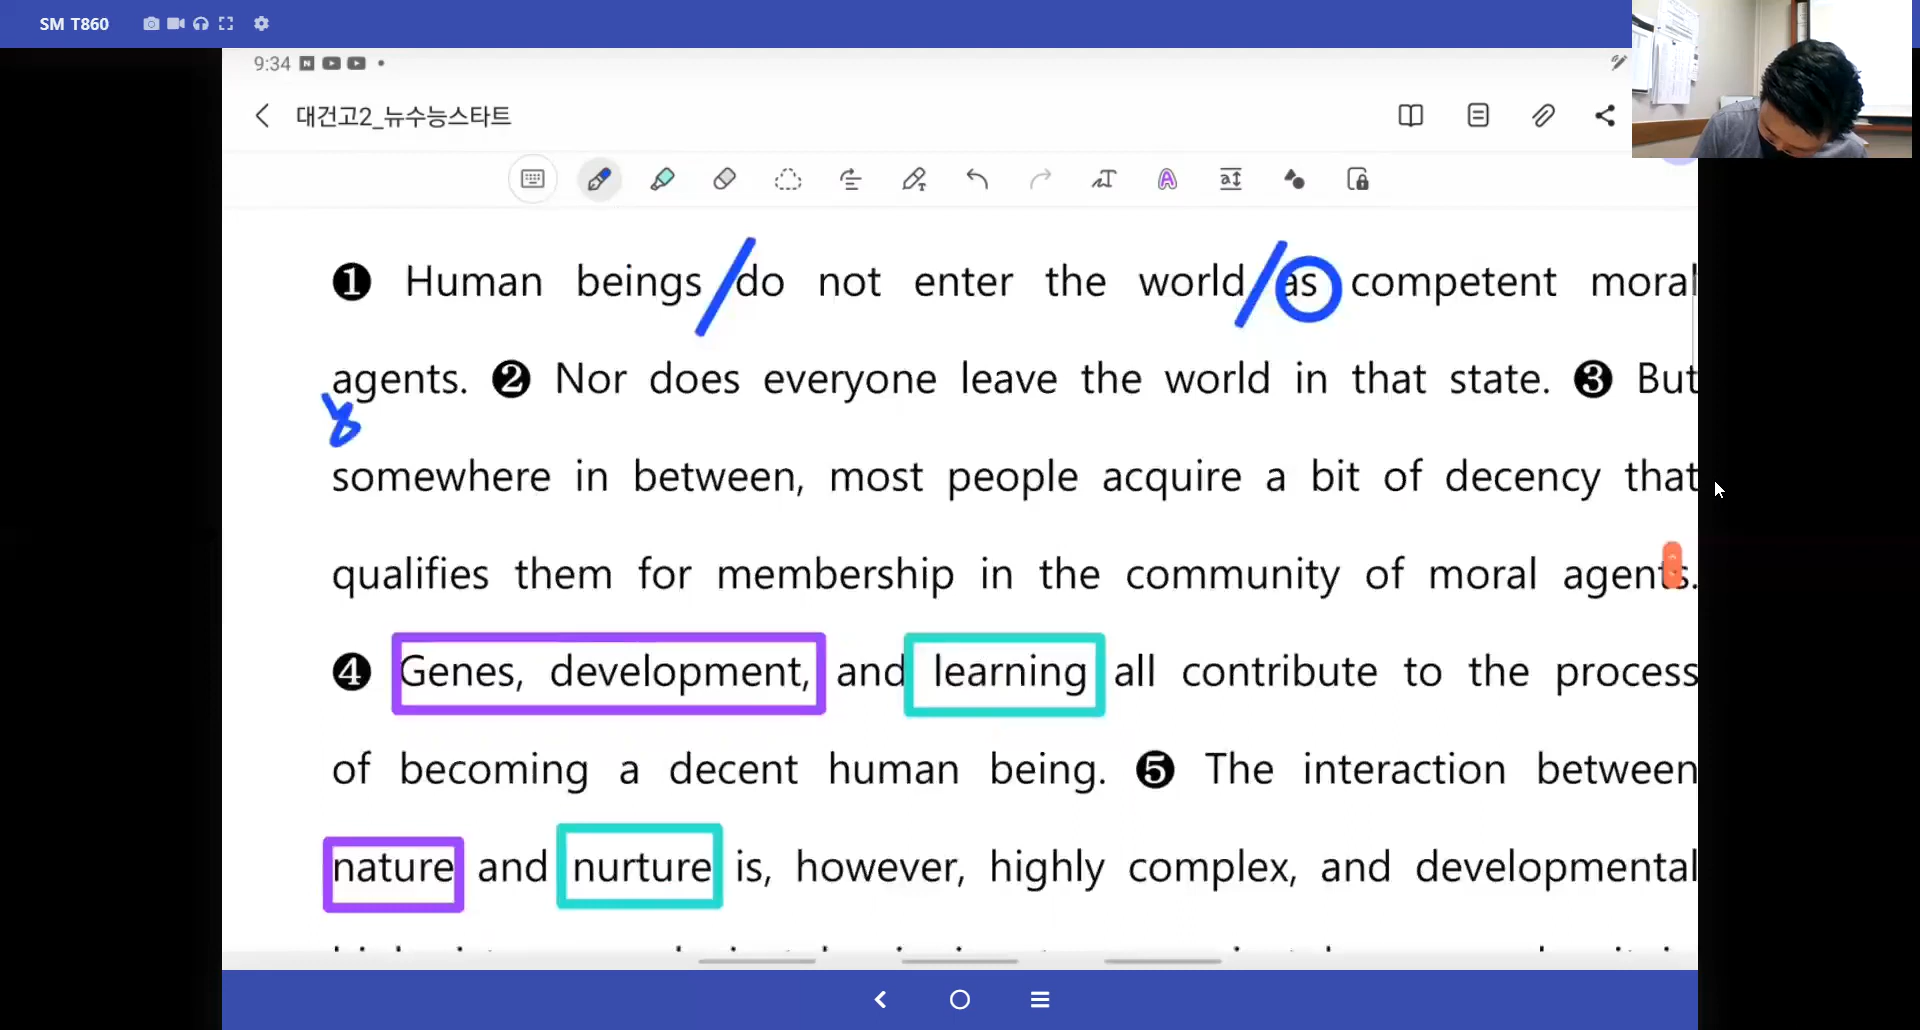 SM T860
9:34
대건고2_뉴수능스타트
❶ Human beings do not enter the world as competent moral
agents. ❷ Nor does everyone leave the world in that state. ❸ But
somewhere in between, most people acquire a bit of decency that
qualifies them for membership in the community of moral agents.
❹ Genes, development, and learning all contribute to the process
of becoming a decent human being. ❺ The interaction between
nature and nurture is, however, highly complex, and developmental